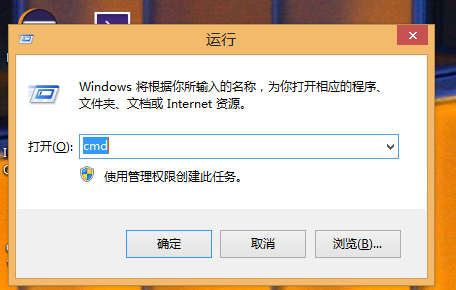 运行
Windows 将根据你所输入的名称，为你打开相应的程序、
文件夹、文档或 Internet 资源。
打开(O): cmd
使用管理权限创建此任务。
确定 取消 浏览(B)...